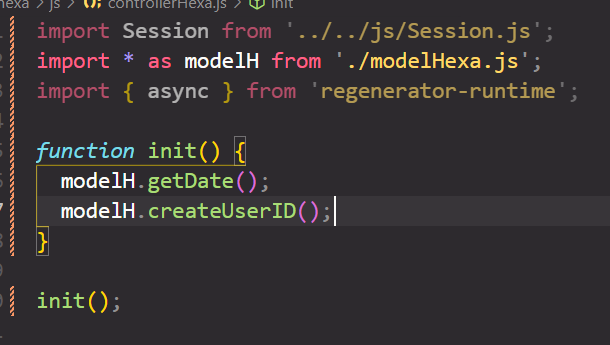 hexa > js > controllerHexa.js > init
import Session from '../../js/Session.js';
import * as modelH from './modelHexa.js';
import { async } from 'regenerator-runtime';
function init() {
modelH.getDate();
modelH.createUserID();
}
init();